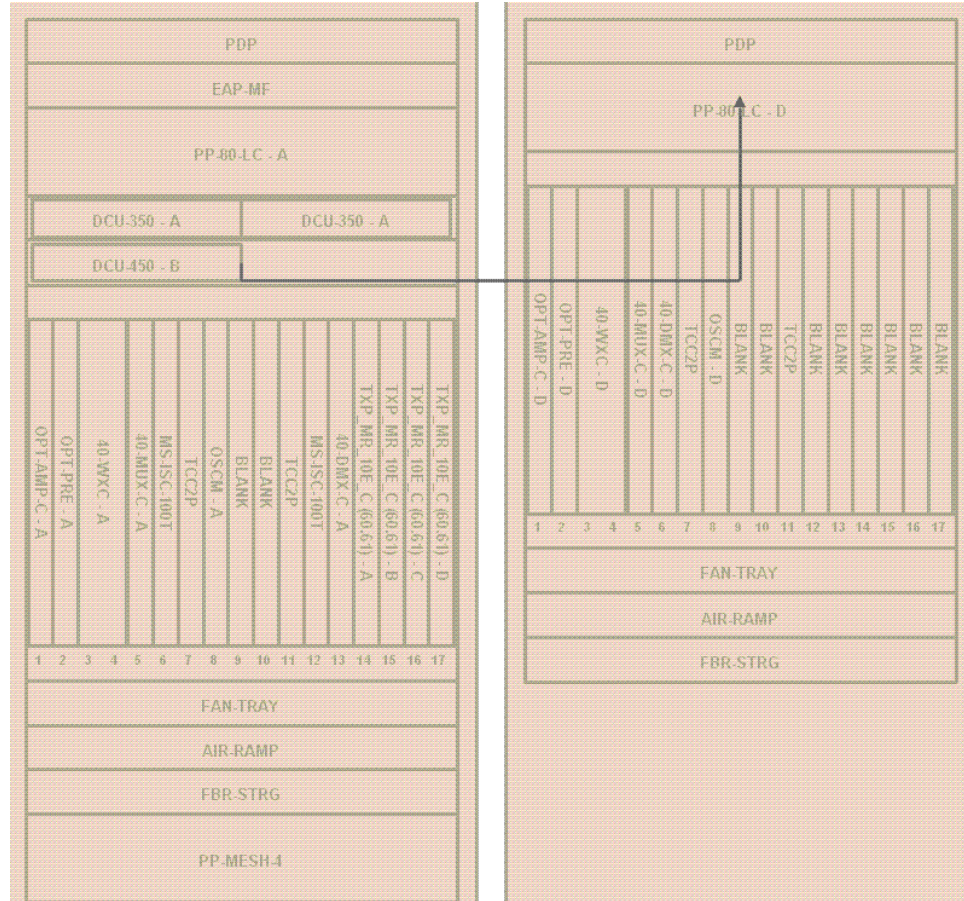 PDP
EAP-MF
PP-80-LC - A
DCU-350 - A
DCU-350 - A
DCU-450 - B
OPT-AMP-C - A
OPT-PRE - A
40-WXC - A
40-MUX-C - A
MS-ISC-100T
TCC2P
OSCM - A
BLANK
BLANK
TCC2P
MS-ISC-100T
40-DMX-C - A
TXP_MR_10E_C (60.61) - A
TXP_MR_10E_C (60.61) - B
TXP_MR_10E_C (60.61) - C
TXP_MR_10E_C (60.61) - D
1 2 3 4 5 6 7 8 9 10 11 12 13 14 15 16 17
FAN-TRAY
AIR-RAMP
FBR-STRG
PP-MESH-4
PDP
PP-80-LC - D
OPT-AMP-C - D
OPT-PRE - D
40-WXC - D
40-MUX-C - D
40-DMX-C - D
TCC2P
OSCM - D
BLANK
BLANK
TCC2P
BLANK
BLANK
BLANK
BLANK
BLANK
BLANK
1 2 3 4 5 6 7 8 9 10 11 12 13 14 15 16 17
FAN-TRAY
AIR-RAMP
FBR-STRG